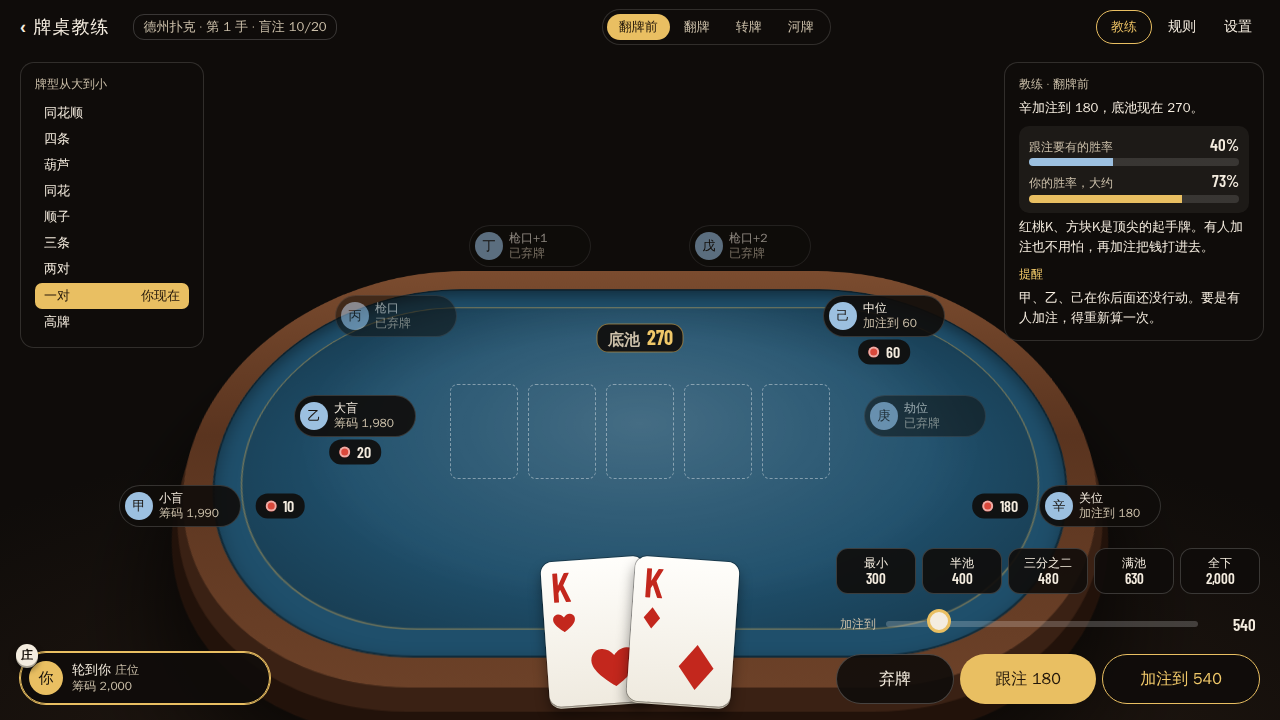 ‹ 牌桌教练
德州扑克 · 第 1 手 · 盲注 10/20
翻牌前
翻牌
转牌
河牌
教练
规则
设置
牌型从大到小
同花顺
四条
葫芦
同花
顺子
三条
两对
一对 你现在
高牌
教练 · 翻牌前
辛加注到 180，底池现在 270。
跟注要有的胜率 40%
你的胜率，大约 73%
红桃K、方块K是顶尖的起手牌。有人加
注也不用怕，再加注把钱打进去。
提醒
甲、乙、己在你后面还没行动。要是有
人加注，得重新算一次。
丁 枪口+1
已弃牌
戊 枪口+2
已弃牌
丙 枪口
已弃牌
己 中位
加注到 60
60
底池 270
乙 大盲
筹码 1,980
20
庚 劫位
已弃牌
甲 小盲
筹码 1,990
10
辛 关位
加注到 180
180
K
K
最小
300
半池
400
三分之二
480
满池
630
全下
2,000
加注到 540
庄
你 轮到你 庄位
筹码 2,000
弃牌
跟注 180
加注到 540